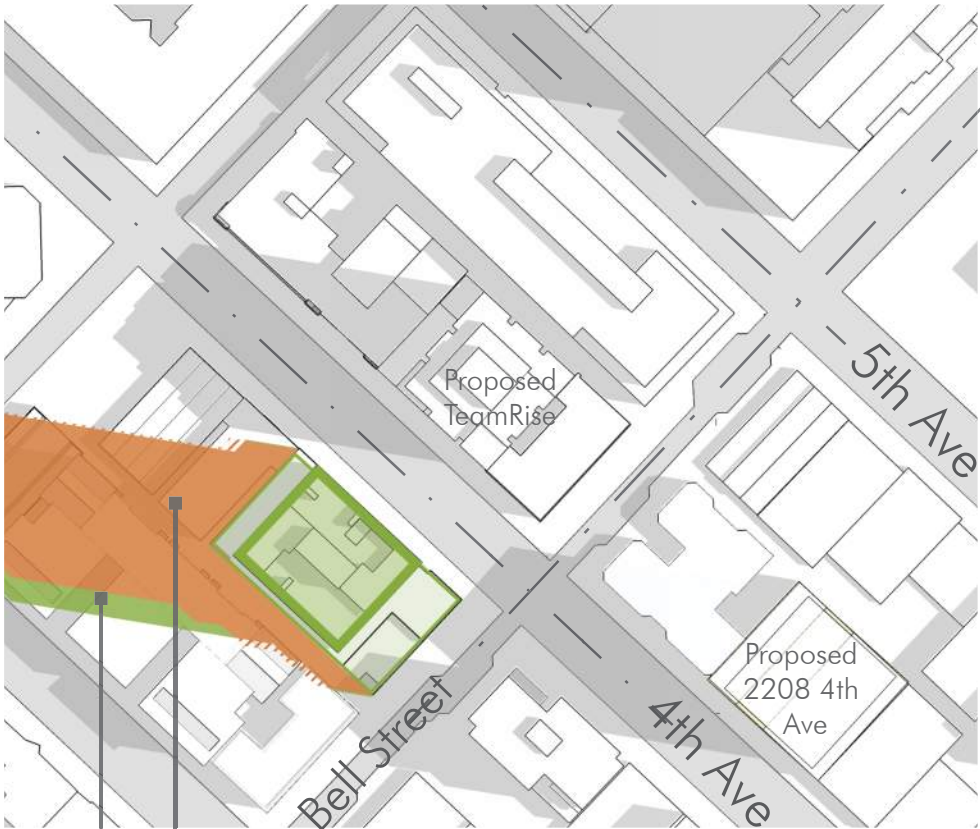 5th Ave
Proposed
TeamRise
Proposed
2208 4th
Ave
4th Ave
Bell Street